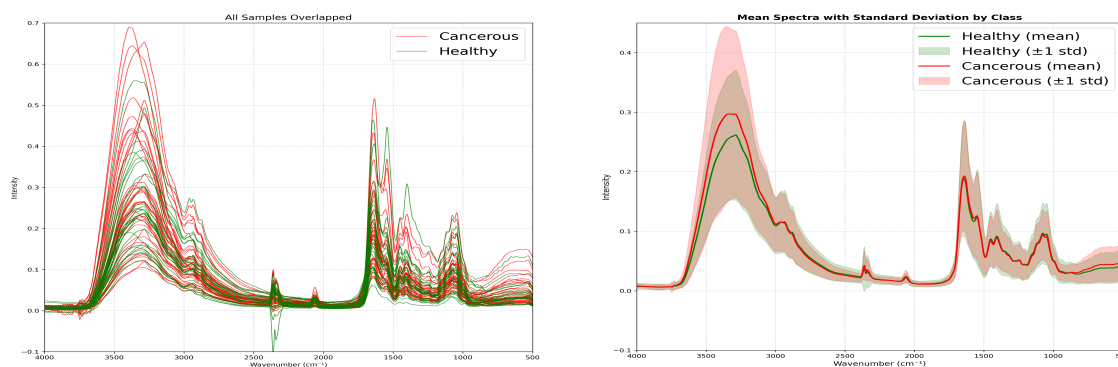 All Samples Overlapped
Cancerous
Healthy
Intensity
0.7
0.6
0.5
0.4
0.3
0.2
0.1
0.0
−0.1
4000 3500 3000 2500 2000 1500 1000 500
Wavenumber (cm⁻¹)
Mean Spectra with Standard Deviation by Class
Healthy (mean)
Healthy (±1 std)
Cancerous (mean)
Cancerous (±1 std)
Intensity
0.4
0.3
0.2
0.1
0.0
−0.1
4000 3500 3000 2500 2000 1500 1000 500
Wavenumber (cm⁻¹)